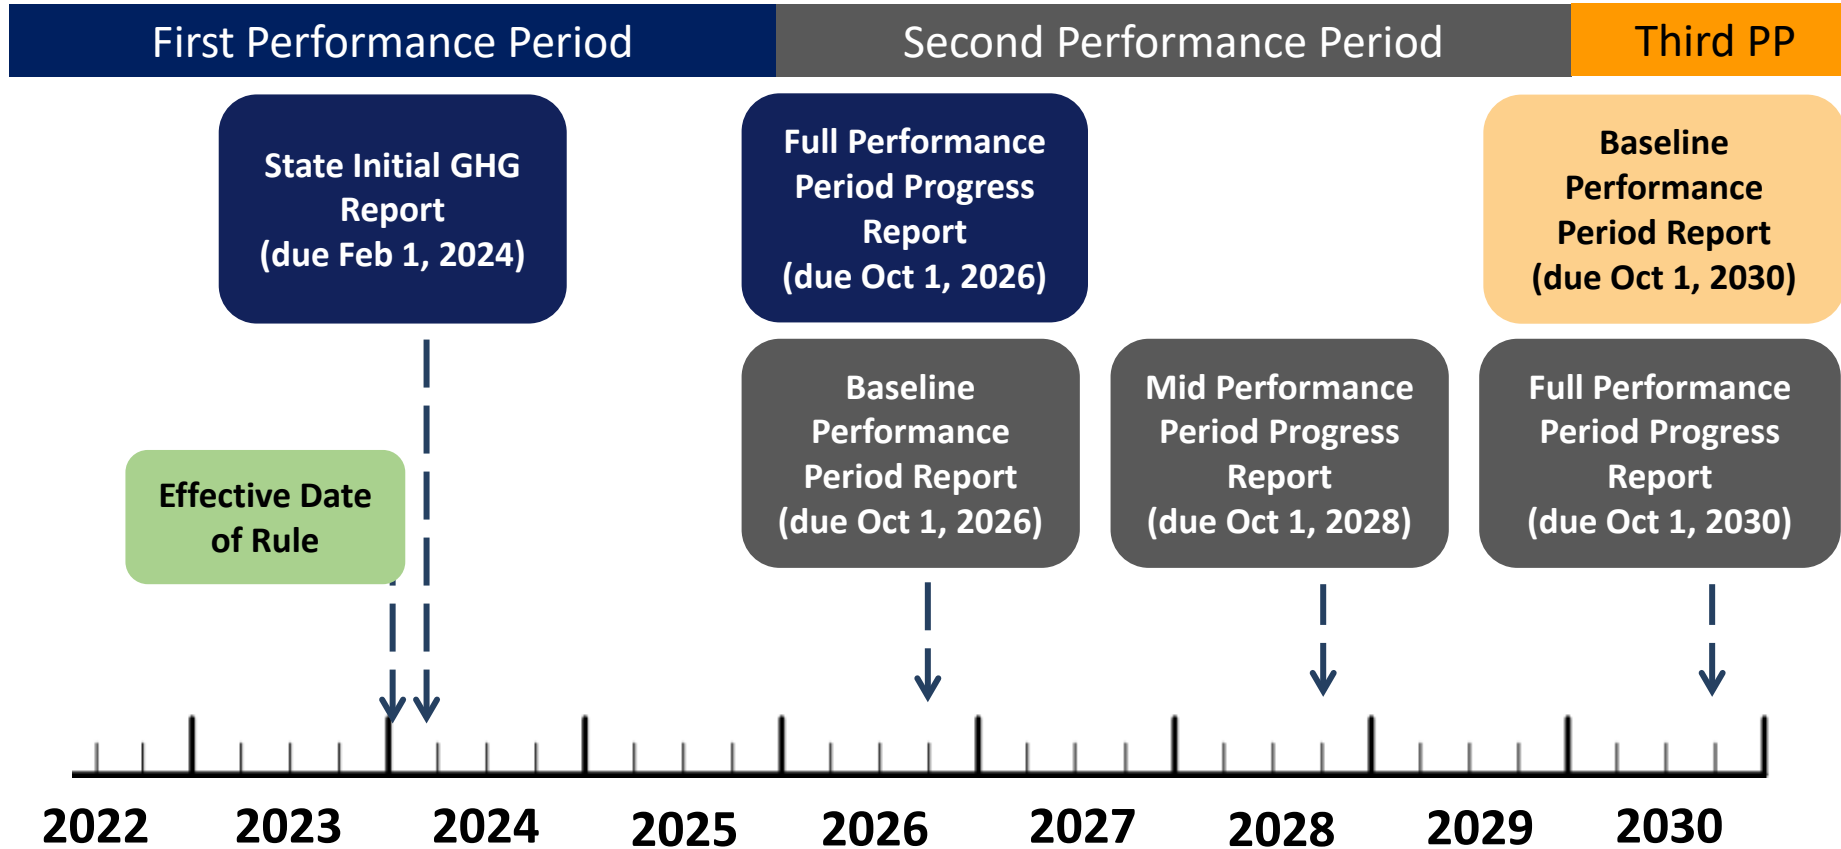 First Performance Period
Second Performance Period
Third PP
State Initial GHG
Report
(due Feb 1, 2024)
Full Performance
Period Progress
Report
(due Oct 1, 2026)
Baseline
Performance
Period Report
(due Oct 1, 2030)
Effective Date
of Rule
Baseline
Performance
Period Report
(due Oct 1, 2026)
Mid Performance
Period Progress
Report
(due Oct 1, 2028)
Full Performance
Period Progress
Report
(due Oct 1, 2030)
2022
2023
2024
2025
2026
2027
2028
2029
2030